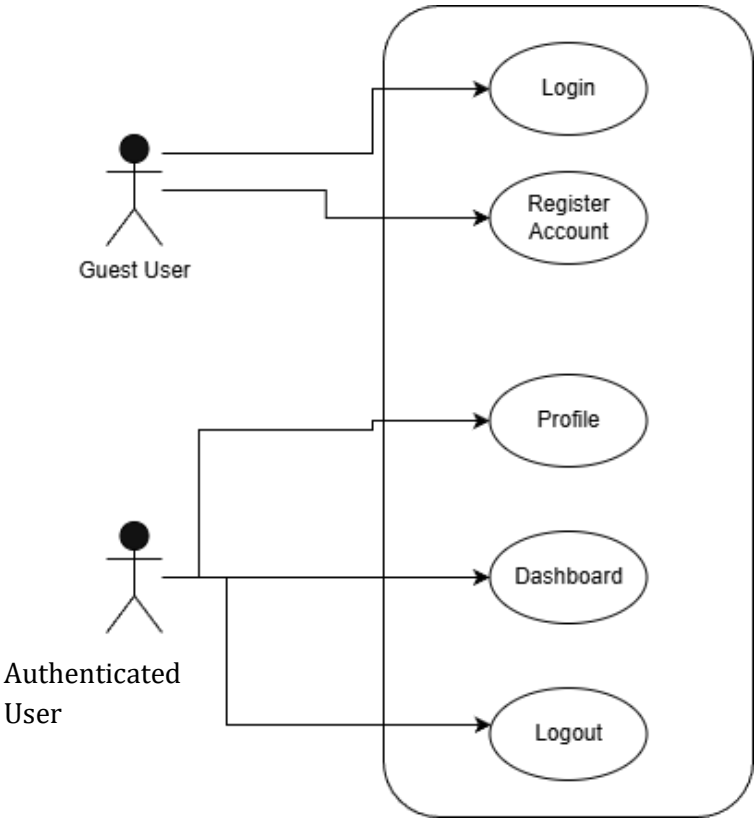 Login
Register
Account
Guest User
Profile
Dashboard
Authenticated
User
Logout